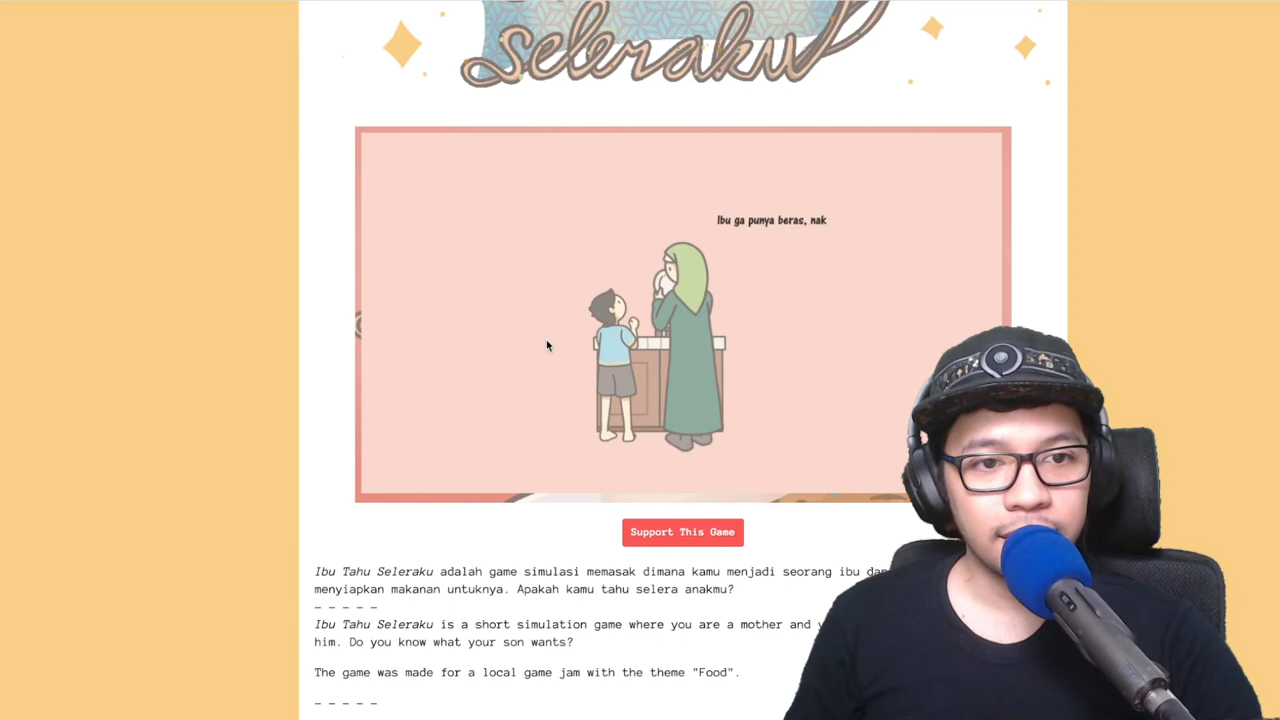 seleraku
Ibu ga punya beras, nak
Support This Game
Ibu Tahu Seleraku adalah game simulasi memasak dimana kamu menjadi seorang ibu dan
menyiapkan makanan untuknya. Apakah kamu tahu selera anakmu?
- - - - -
Ibu Tahu Seleraku is a short simulation game where you are a mother and
him. Do you know what your son wants?
The game was made for a local game jam with the theme "Food".
- - - - -